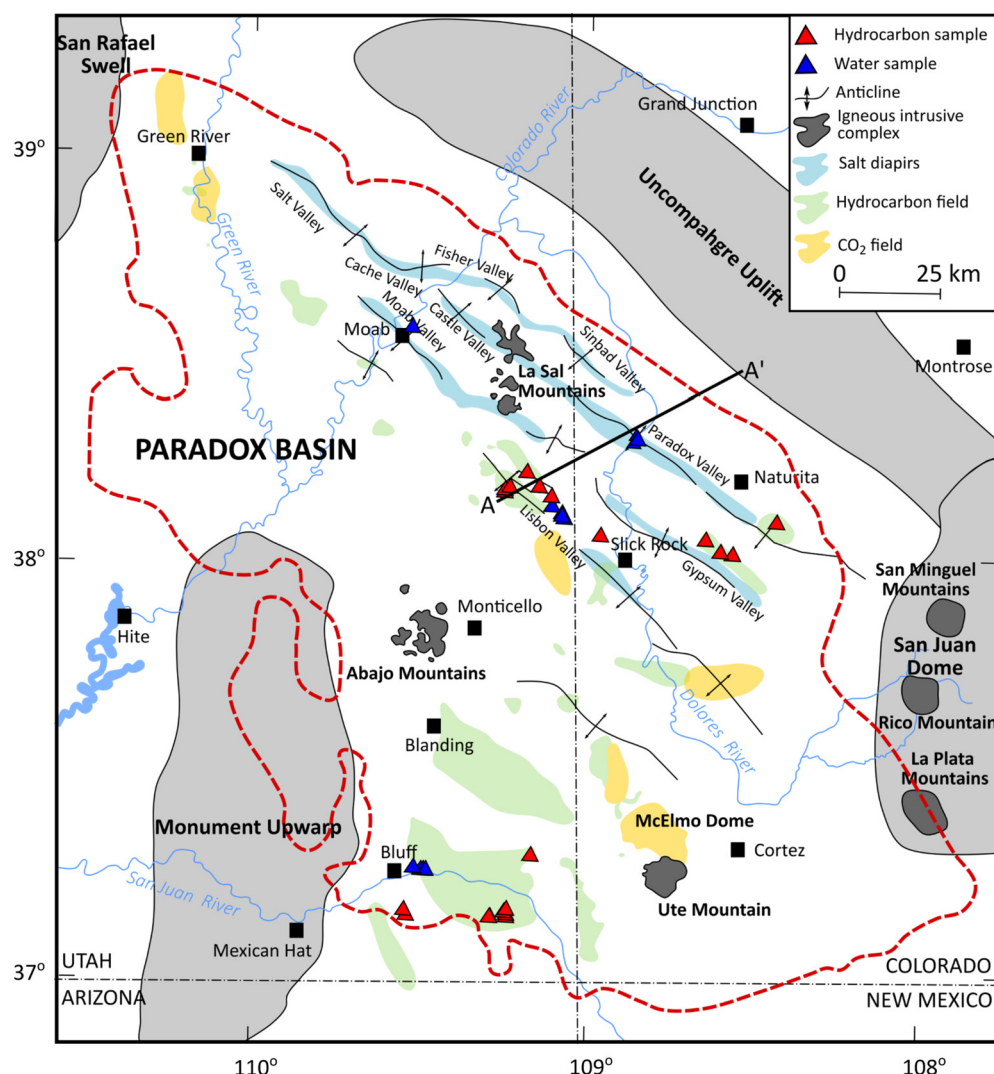 San Rafael
Swell
Hydrocarbon sample
Water sample
Anticline
Igneous intrusive
complex
Salt diapirs
Hydrocarbon field
CO₂ field
0 25 km
Grand Junction
Colorado River
39°
Green River
Green River
Uncompahgre Uplift
Salt Valley
Fisher Valley
Cache Valley
Moab
Moab Valley
Castle Valley
Sinbad Valley
La Sal
Mountains
Montrose
A'
PARADOX BASIN
Paradox Valley
Naturita
A
Lisbon Valley
38°
Slick Rock
Gypsum Valley
San Minguel
Mountains
Hite
Monticello
San Juan
Dome
Abajo Mountains
Dolores River
Rico Mountain
Blanding
La Plata
Mountains
Monument Upwarp
McElmo Dome
Bluff
Cortez
San Juan River
Ute Mountain
Mexican Hat
37°
UTAH
COLORADO
ARIZONA
NEW MEXICO
110°
109°
108°